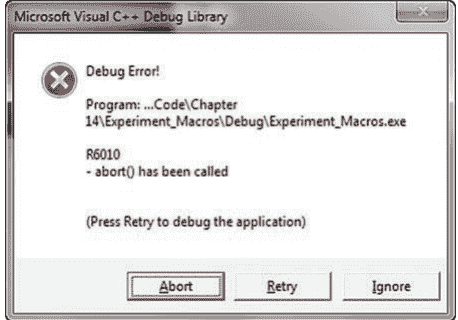 Microsoft Visual C++ Debug Library
Debug Error!
Program: ...Code\Chapter
14\Experiment_Macros\Debug\Experiment_Macros.exe
R6010
- abort() has been called
(Press Retry to debug the application)
Abort Retry Ignore